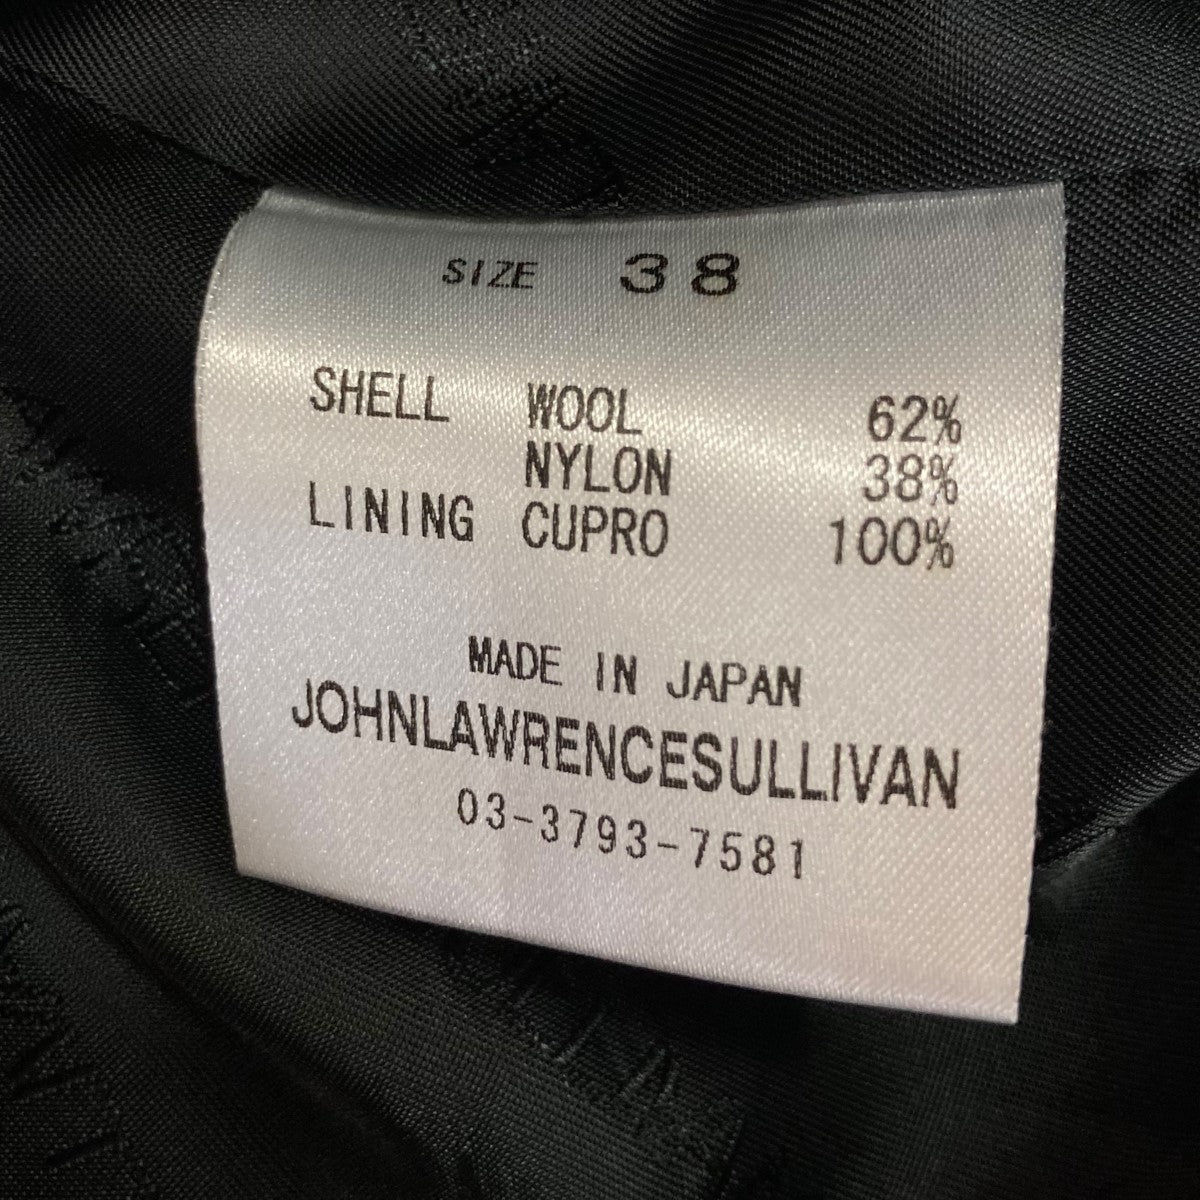 SIZE 38
SHELL WOOL 62%
NYLON 38%
LINING CUPRO 100%
MADE IN JAPAN
JOHNLAWRENCESULLIVAN
03-3793-7581